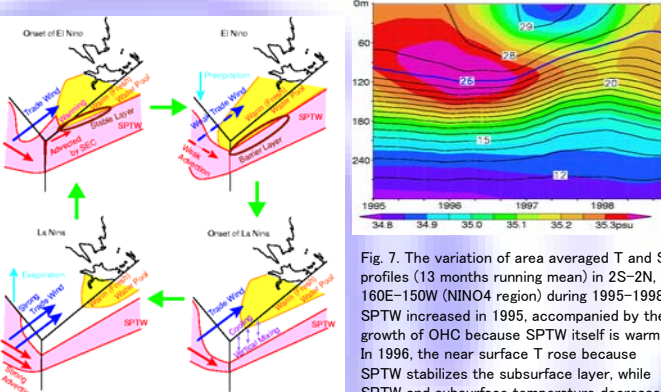 Onset of El Nino
Trade Wind
Warming
Warm (Fresh)
Water Pool
Stable Layer
SPTW
Advected
by SEC
El Nino
Precipitation
Weak Trade Wind
Warm (Fresh)
Water Pool
SPTW
Barrier Layer
Weak
Advection
La Nina
Evaporation
Strong
Trade Wind
Warm (Fresh)
Water Pool
SPTW
Strong
Onset of La Nina
Trade Wind
Cooling
Vertical Mixing
Warm (Fresh)
Water Pool
SPTW
0m
60
120
180
240
29
28
25
20
15
12
1995 1996 1997 1998
34.8 34.9 35.0 35.1 35.2 35.3psu
Fig. 7. The variation of area averaged T and S
profiles (13 months running mean) in 2S-2N,
160E-150W (NINO4 region) during 1995-1998.
SPTW increased in 1995, accompanied by the
growth of OHC because SPTW itself is warm.
In 1996, the near surface T rose because
SPTW stabilizes the subsurface layer, while
SPTW and subsurface temperature decreased